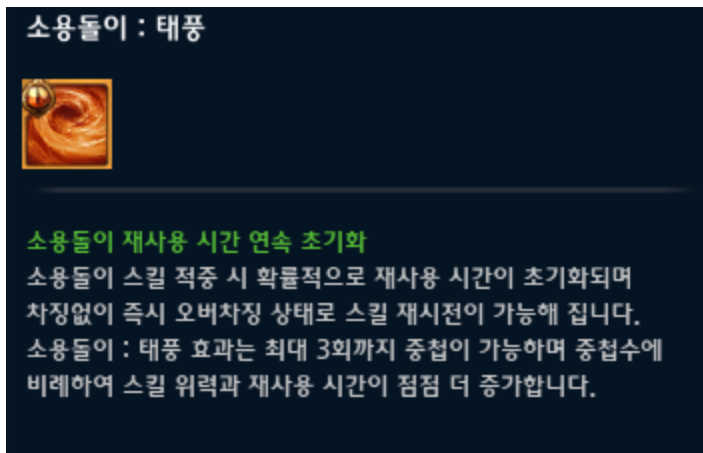 소용돌이 : 태풍
소용돌이 재사용 시간 연속 초기화
소용돌이 스킬 적중 시 확률적으로 재사용 시간이 초기화되며
차징없이 즉시 오버차징 상태로 스킬 재시전이 가능해 집니다.
소용돌이 : 태풍 효과는 최대 3회까지 중첩이 가능하며 중첩수에
비례하여 스킬 위력과 재사용 시간이 점점 더 증가합니다.